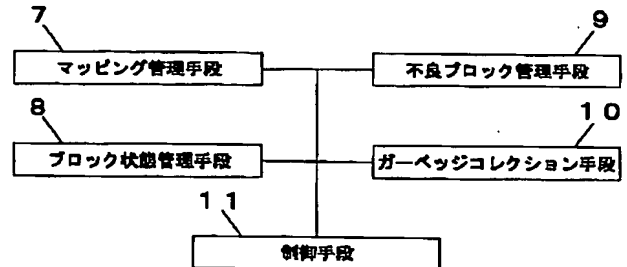 7
9
マッピング管理手段
不良ブロック管理手段
8
10
ブロック状態管理手段
ガーベッジコレクション手段
11
制御手段